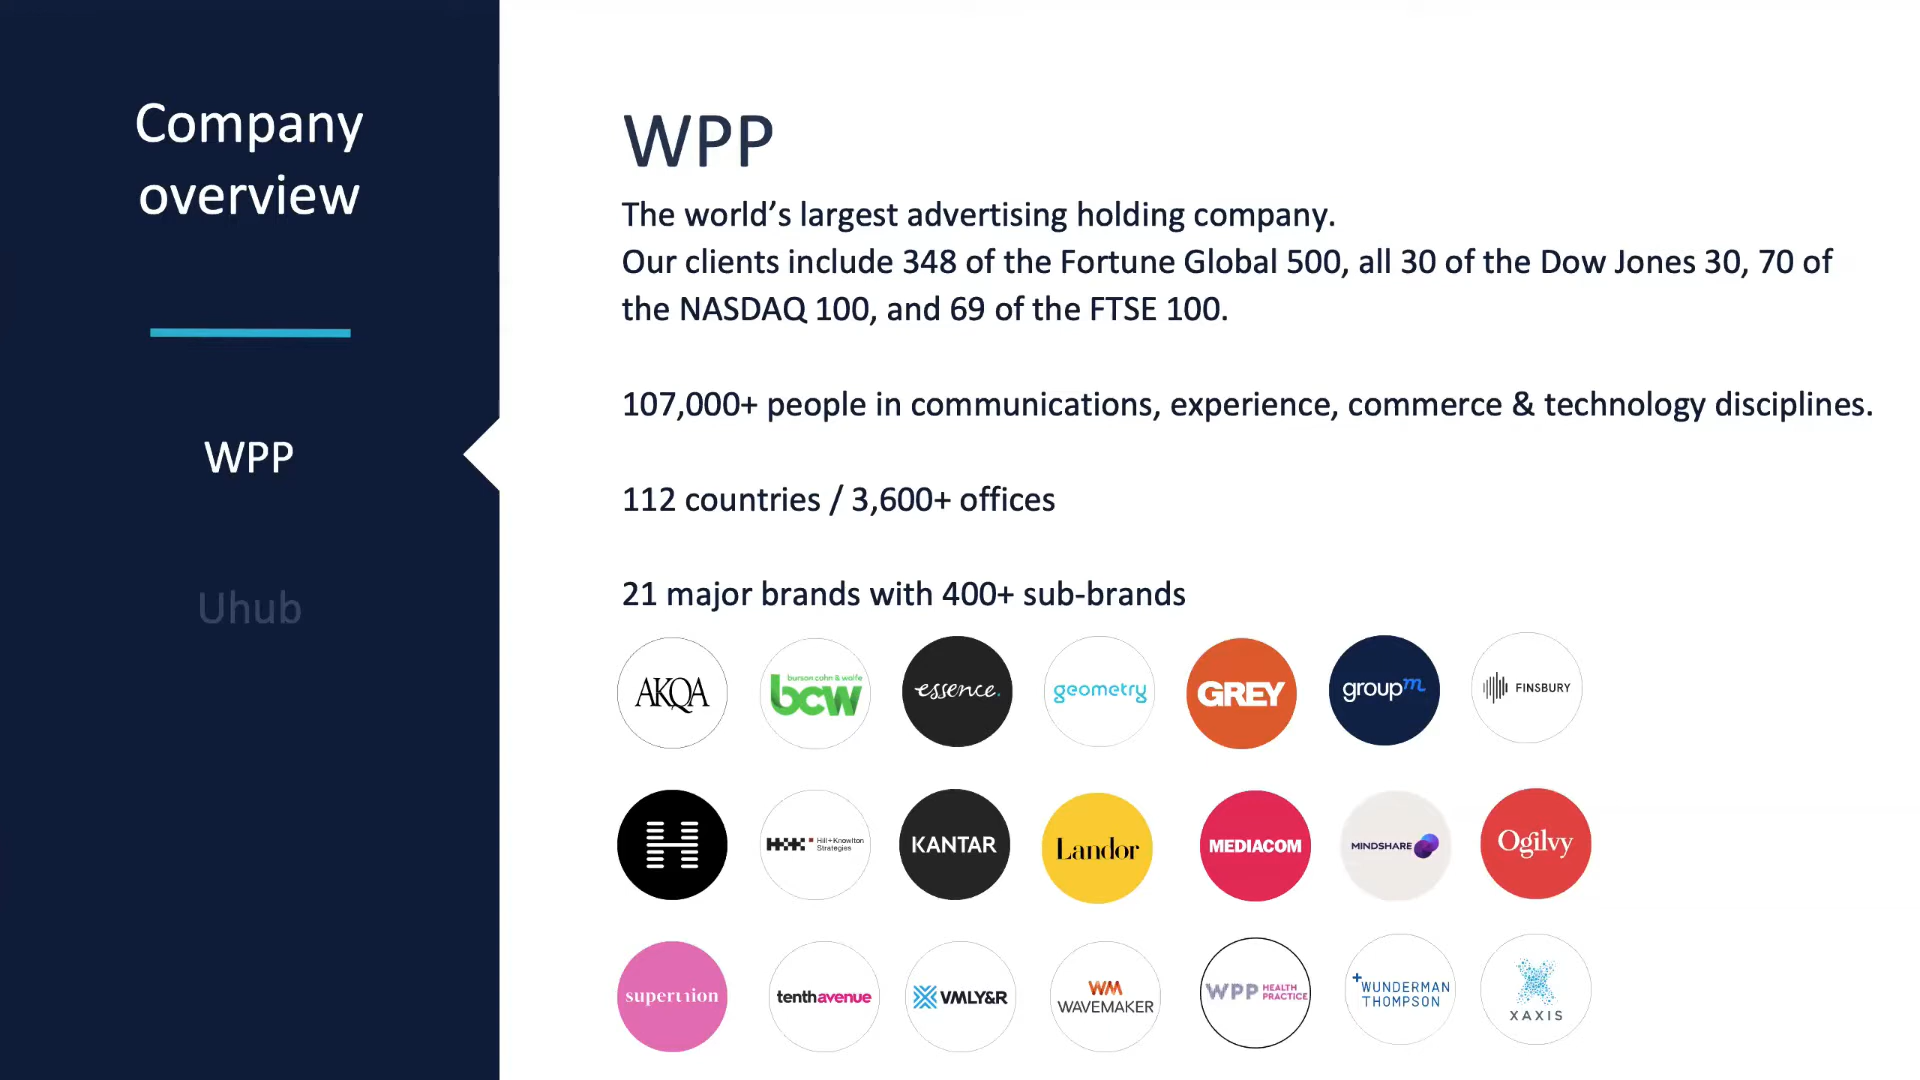 Company
overview
WPP
Uhub
WPP
The world’s largest advertising holding company.
Our clients include 348 of the Fortune Global 500, all 30 of the Dow Jones 30, 70 of
the NASDAQ 100, and 69 of the FTSE 100.
107,000+ people in communications, experience, commerce & technology disciplines.
112 countries / 3,600+ offices
21 major brands with 400+ sub-brands
AKQA
burson cohn & wolfe
bcw
essence.
geometry
GREY
groupm
FINSBURY
H
H+K
Hill+Knowlton
Strategies
KANTAR
Landor
MEDIACOM
MINDSHARE
Ogilvy
superunion
tenthavenue
VMLY&R
WM
WAVEMAKER
WPP HEALTH
PRACTICE
WUNDERMAN
THOMPSON
XAXIS